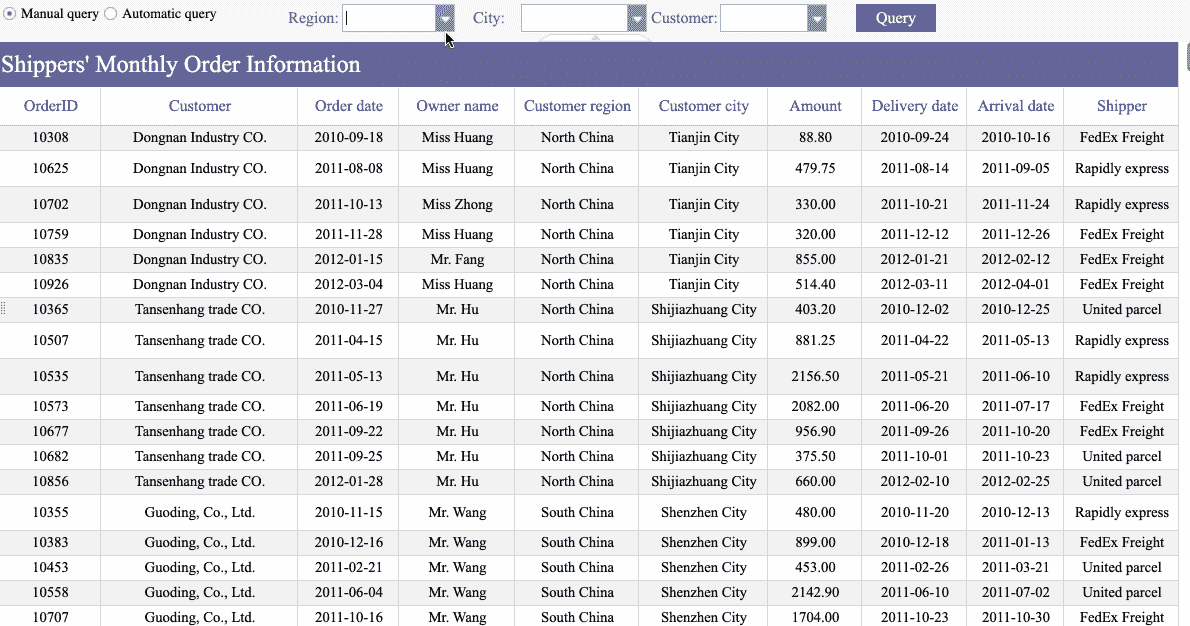 Manual query Automatic query Region: City: Customer: Query
Shippers' Monthly Order Information
OrderID Customer Order date Owner name Customer region Customer city Amount Delivery date Arrival date Shipper
10308 Dongnan Industry CO. 2010-09-18 Miss Huang North China Tianjin City 88.80 2010-09-24 2010-10-16 FedEx Freight
10625 Dongnan Industry CO. 2011-08-08 Miss Huang North China Tianjin City 479.75 2011-08-14 2011-09-05 Rapidly express
10702 Dongnan Industry CO. 2011-10-13 Miss Zhong North China Tianjin City 330.00 2011-10-21 2011-11-24 Rapidly express
10759 Dongnan Industry CO. 2011-11-28 Miss Huang North China Tianjin City 320.00 2011-12-12 2011-12-26 FedEx Freight
10835 Dongnan Industry CO. 2012-01-15 Mr. Fang North China Tianjin City 855.00 2012-01-21 2012-02-12 FedEx Freight
10926 Dongnan Industry CO. 2012-03-04 Miss Huang North China Tianjin City 514.40 2012-03-11 2012-04-01 FedEx Freight
10365 Tansenhang trade CO. 2010-11-27 Mr. Hu North China Shijiazhuang City 403.20 2010-12-02 2010-12-25 United parcel
10507 Tansenhang trade CO. 2011-04-15 Mr. Hu North China Shijiazhuang City 881.25 2011-04-22 2011-05-13 Rapidly express
10535 Tansenhang trade CO. 2011-05-13 Mr. Hu North China Shijiazhuang City 2156.50 2011-05-21 2011-06-10 Rapidly express
10573 Tansenhang trade CO. 2011-06-19 Mr. Hu North China Shijiazhuang City 2082.00 2011-06-20 2011-07-17 FedEx Freight
10677 Tansenhang trade CO. 2011-09-22 Mr. Hu North China Shijiazhuang City 956.90 2011-09-26 2011-10-20 FedEx Freight
10682 Tansenhang trade CO. 2011-09-25 Mr. Hu North China Shijiazhuang City 375.50 2011-10-01 2011-10-23 United parcel
10856 Tansenhang trade CO. 2012-01-28 Mr. Hu North China Shijiazhuang City 660.00 2012-02-10 2012-02-25 United parcel
10355 Guoding, Co., Ltd. 2010-11-15 Mr. Wang South China Shenzhen City 480.00 2010-11-20 2010-12-13 Rapidly express
10383 Guoding, Co., Ltd. 2010-12-16 Mr. Wang South China Shenzhen City 899.00 2010-12-18 2011-01-13 FedEx Freight
10453 Guoding, Co., Ltd. 2011-02-21 Mr. Wang South China Shenzhen City 453.00 2011-02-26 2011-03-21 United parcel
10558 Guoding, Co., Ltd. 2011-06-04 Mr. Wang South China Shenzhen City 2142.90 2011-06-10 2011-07-02 United parcel
10707 Guoding, Co., Ltd. 2011-10-16 Mr. Wang South China Shenzhen City 1704.00 2011-10-23 2011-10-30 FedEx Freight